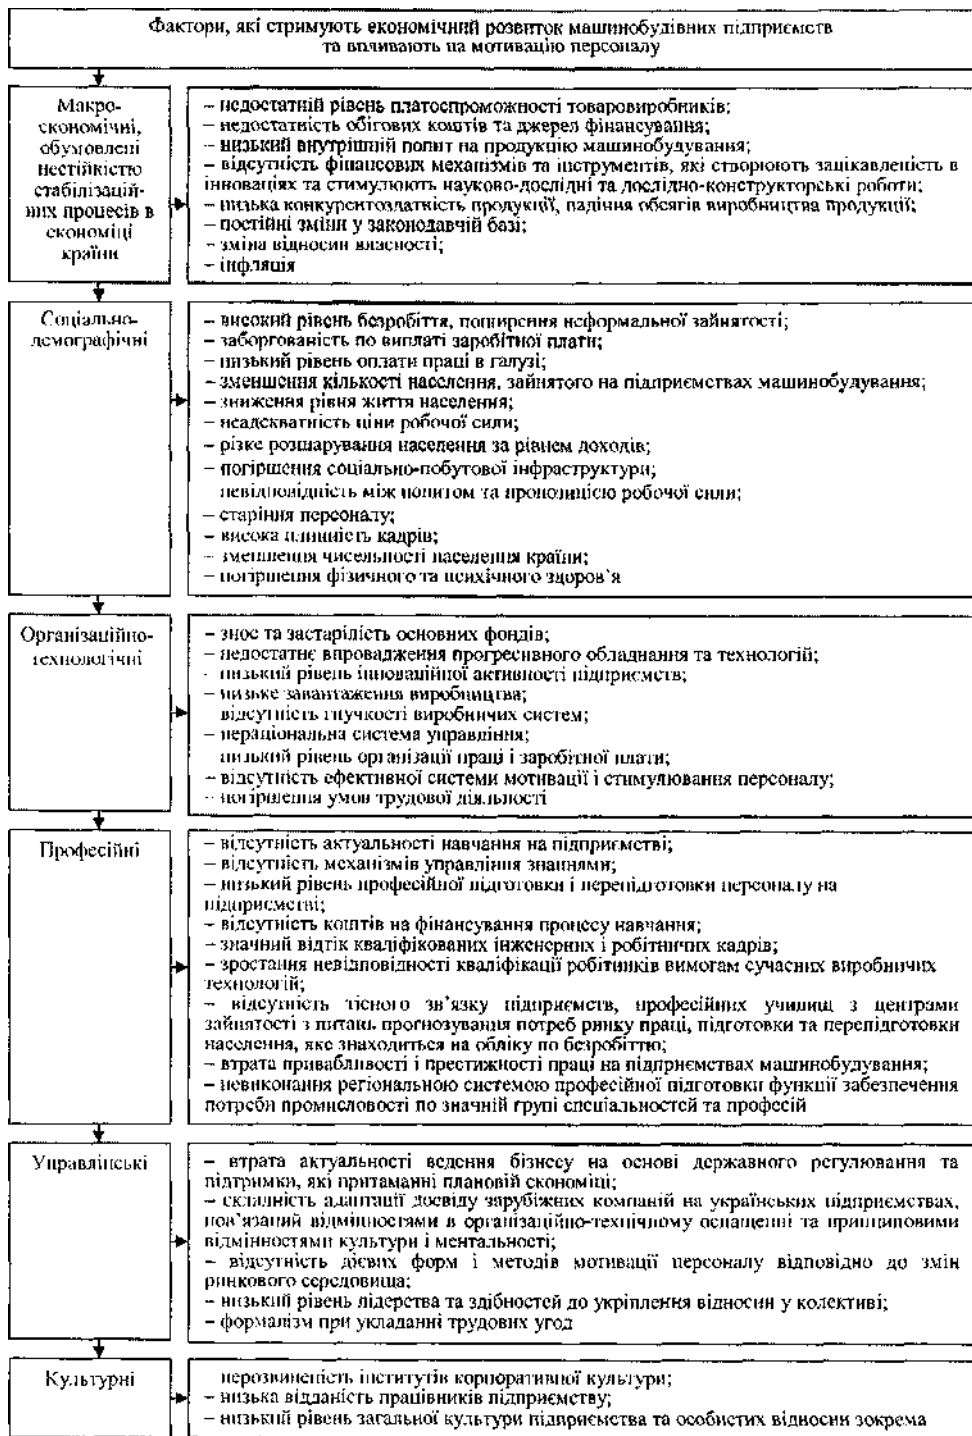 Фактори, які стримують економічний розвиток машинобудівних підприємств
та впливають на мотивацію персоналу
Макро-
економічні,
обумовлені
нестійкістю
стабілізацій-
них процесів в
економіці
країни
– недостатній рівень платоспроможності товаровиробників;
– недостатність обігових коштів та джерел фінансування;
– низький внутрішній попит на продукцію машинобудування;
– відсутність фінансових механізмів та інструментів, які створюють зацікавленість в
інноваціях та стимулюють науково-дослідні та дослідно-конструкторські роботи;
– низька конкурентоздатність продукції, падіння обсягів виробництва продукції;
– постійні зміни у законодавчій базі;
– зміна відносин власності;
– інфляція
Соціально-
демографічні
– високий рівень безробіття, поширення неформальної зайнятості;
– заборгованість по виплаті заробітної плати;
– низький рівень оплати праці в галузі;
– зменшення кількості населення, зайнятого на підприємствах машинобудування;
– зниження рівня життя населення;
– неадекватність ціни робочої сили;
– різке розшарування населення за рівнем доходів;
– погіршення соціально-побутової інфраструктури;
невідповідність між попитом та пропозицією робочої сили;
– старіння персоналу;
– висока плинність кадрів;
– зменшення чисельності населення країни;
– погіршення фізичного та психічного здоров'я
Організаційно-
технологічні
– знос та застарілість основних фондів;
– недостатнє впровадження прогресивного обладнання та технологій;
– низький рівень інноваційної активності підприємств;
– низьке завантаження виробництва;
відсутність гнучкості виробничих систем;
– нераціональна система управління;
низький рівень організації праці і заробітної плати;
– відсутність ефективної системи мотивації і стимулювання персоналу;
– погіршення умов трудової діяльності
Професійні
– відсутність актуальності навчання на підприємстві;
– відсутність механізмів управління знаннями;
– низький рівень професійної підготовки і перепідготовки персоналу на
підприємстві;
– відсутність коштів на фінансування процесу навчання;
– значний відтік кваліфікованих інженерних і робітничих кадрів;
– зростання невідповідності кваліфікації робітників вимогам сучасних виробничих
технологій;
– відсутність тісного зв'язку підприємств, професійних училищ з центрами
зайнятості з питань прогнозування потреб ринку праці, підготовки та перепідготовки
населення, яке знаходиться на обліку по безробіттю;
– втрата привабливості і престижності праці на підприємствах машинобудування;
– невиконання регіональною системою професійної підготовки функції забезпечення
потреби промисловості по значній групі спеціальностей та професій
Управлінські
– втрата актуальності ведення бізнесу на основі державного регулювання та
підтримки, які притаманні плановій економіці;
– складність адаптації досвіду зарубіжних компаній на українських підприємствах,
пов'язаний відмінностями в організаційно-технічному оснащенні та принциповими
відмінностями культури і ментальності;
– відсутність дієвих форм і методів мотивації персоналу відповідно до змін
ринкового середовища;
– низький рівень лідерства та здібностей до укріплення відносин у колективі;
– формалізм при укладанні трудових угод
Культурні
нерозвиненість інститутів корпоративної культури;
– низька відданість працівників підприємству;
– низький рівень загальної культури підприємства та особистих відносин зокрема